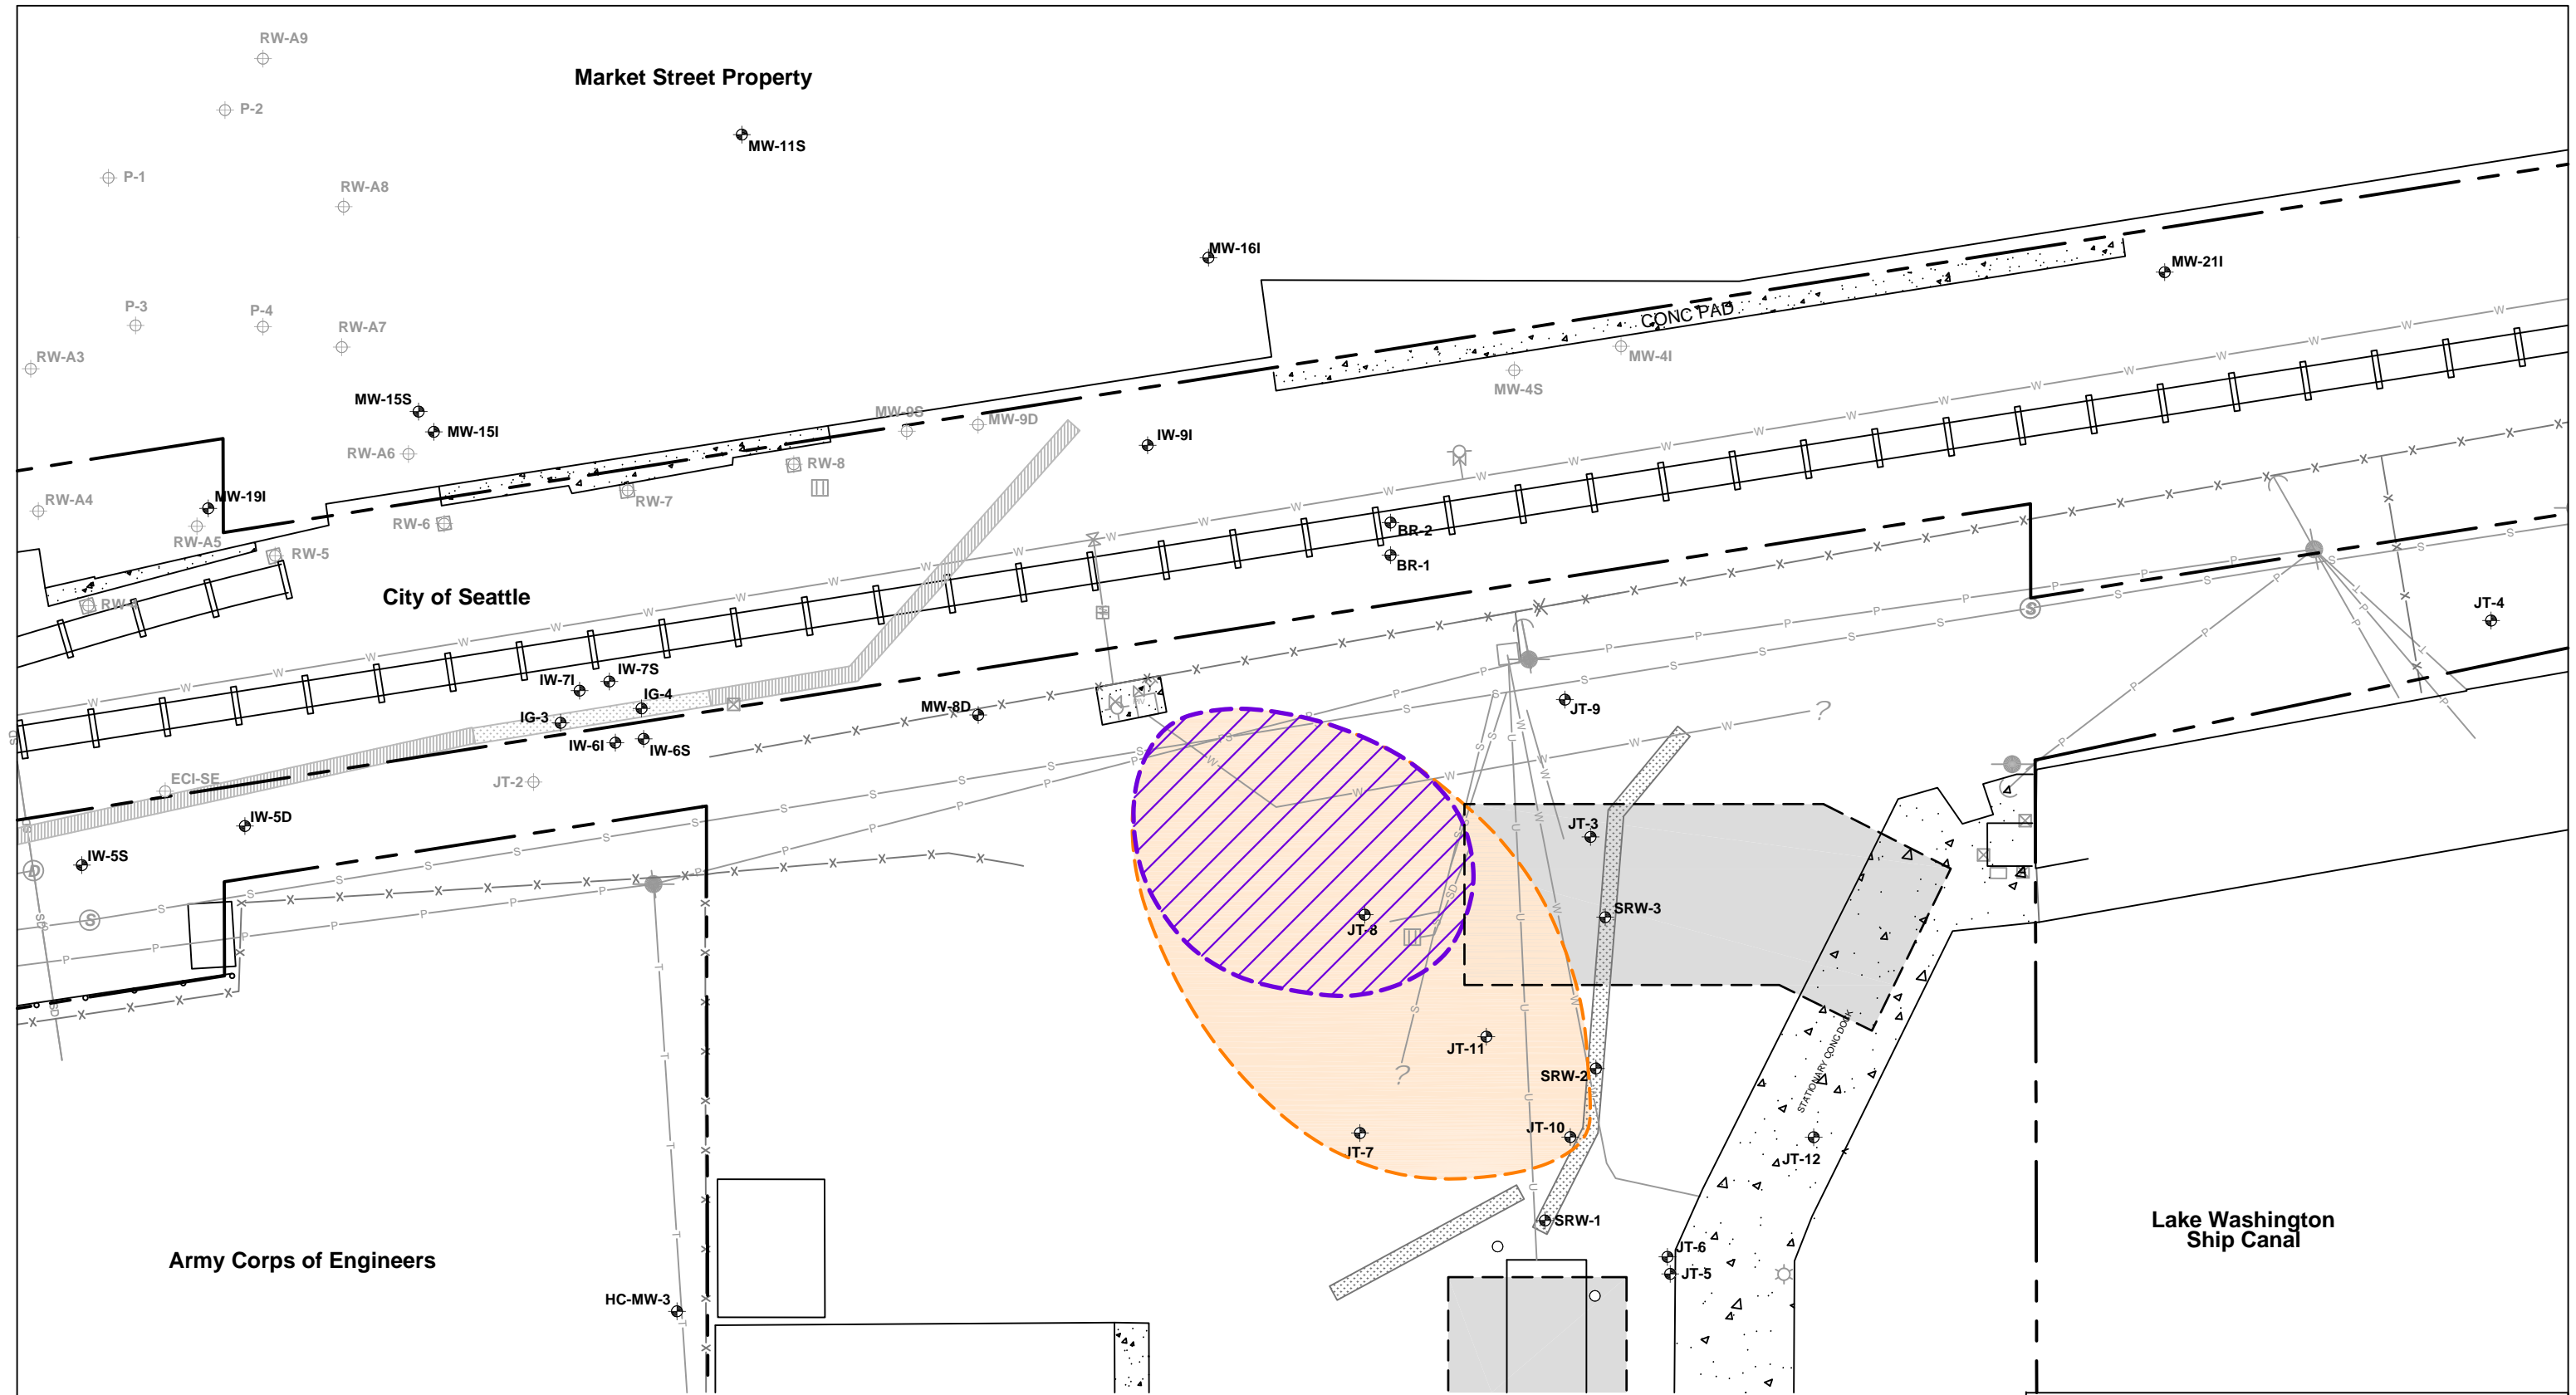 RW-A9
Market Street Property
P-2
MW-11S
P-1
RW-A8
MW-16I
MW-21I
P-3
P-4
RW-A7
CONC PAD
MW-4I
RW-A3
MW-4S
MW-15S
MW-9S
MW-9D
MW-15I
IW-9I
RW-A6
RW-8
RW-A4
MW-19I
RW-7
RW-6
RW-A5
RW-5
BR-2
BR-1
City of Seattle
JT-4
IW-7S
IW-7I
IG-4
MW-8D
JT-9
IG-3
IW-6I
IW-6S
?
ECI-SE
JT-2
IW-5D
JT-3
IW-5S
D
S
S
SRW-3
JT-8
JT-11
?
SRW-2
STATIONARY CONC DOCK
JT-10
JT-7
JT-12
SRW-1
Lake Washington
Ship Canal
Army Corps of Engineers
JT-6
JT-5
HC-MW-3